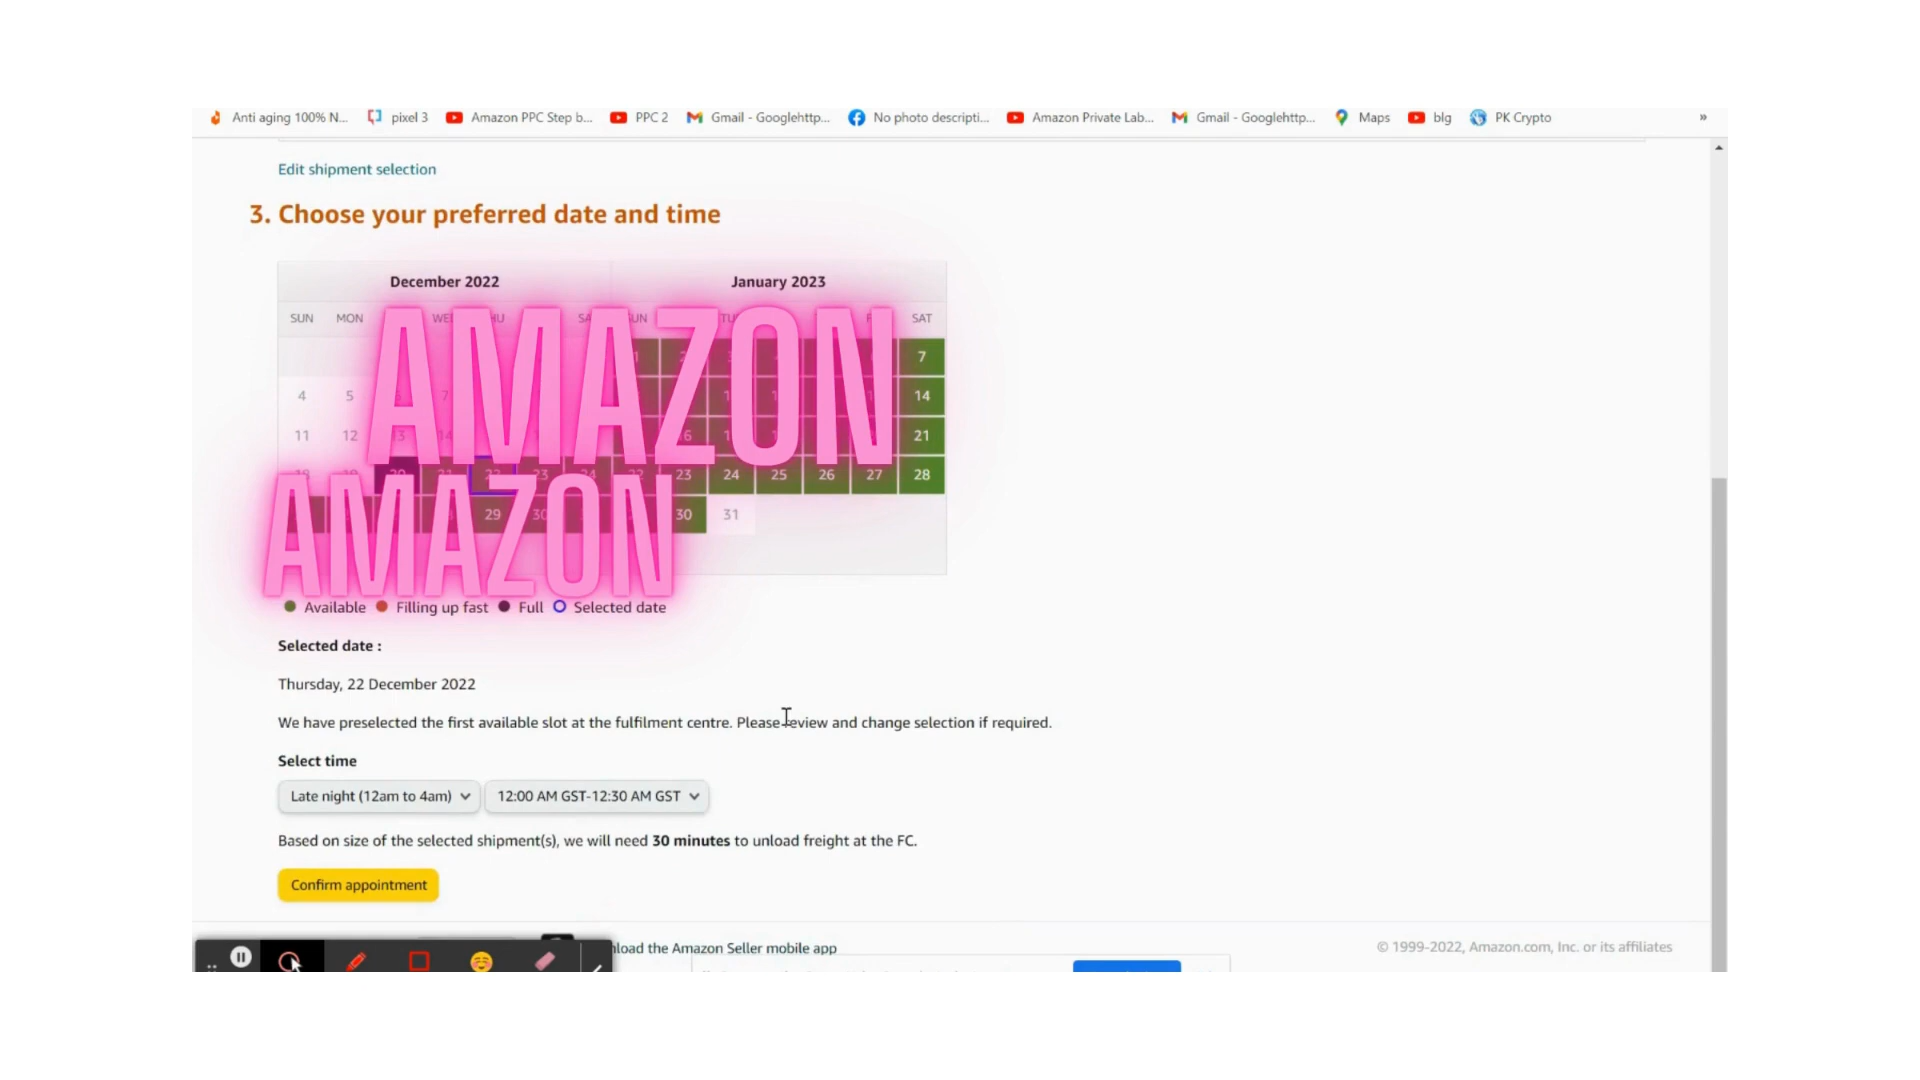 Anti aging 100% N... pixel 3 Amazon PPC Step b... PPC 2 Gmail - Googlehttp... No photo descripti... Amazon Private Lab... Gmail - Googlehttp... Maps blg PK Crypto »
Edit shipment selection
3. Choose your preferred date and time
December 2022 January 2023
SUN MON SAT
AMAZON
7
4 5 14
11 12 21
23 24 25 26 27 28
AMAZON
29 30 30 31
Available Filling up fast Full Selected date
Selected date :
Thursday, 22 December 2022
We have preselected the first available slot at the fulfilment centre. Please review and change selection if required.
Select time
Late night (12am to 4am) 12:00 AM GST-12:30 AM GST
Based on size of the selected shipment(s), we will need 30 minutes to unload freight at the FC.
Confirm appointment
the Amazon Seller mobile app
© 1999-2022, Amazon.com, Inc. or its affiliates